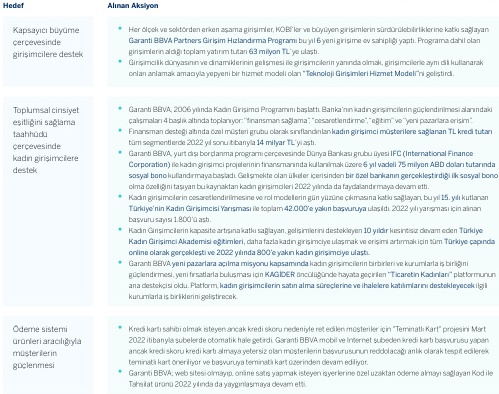 Hedef
Alınan Aksiyon
Kapsayıcı büyüme
çerçevesinde
girişimcilere destek
Her ölçek ve sektörden erken aşama girişimler, KOBİ'ler ve büyüyen girişimlerin sürdürülebilirliklerine katkı sağlayan
Garanti BBVA Partners Girişim Hızlandırma Programı bu yıl 6 yeni girişime ev sahipliği yaptı. Programa dahil olan
girişimlerin aldığı toplam yatırım tutarı 63 milyon TL'ye ulaştı.
Girişimcilik dünyasının ve dinamiklerinin gelişmesi ile girişimcilerin yanında olmak, girişimcilerle aynı dili kullanarak
onları anlamak amacıyla yepyeni bir hizmet modeli olan "Teknoloji Girişimleri Hizmet Modeli"ni geliştirdi.
Toplumsal cinsiyet
eşitliğini sağlama
taahhüdü
çerçevesinde
kadın girişimcilere
destek
Garanti BBVA, 2006 yılında Kadın Girişimci Programını başlattı. Banka'nın kadın girişimcilerin güçlendirilmesi alanındaki
çalışmaları 4 başlık altında toplanıyor: "finansman sağlama", "cesaretlendirme", "eğitim" ve "yeni pazarlara erişim".
Finansman desteği altında özel müşteri grubu olarak sınıflandırılan kadın girişimci müşterilere sağlanan TL kredi tutarı
tüm segmentlerde 2022 yıl sonu itibarıyla 14 milyar TL'yi aştı.
Garanti BBVA, yurt dışı borçlanma programı çerçevesinde Dünya Bankası grubu üyesi IFC (International Finance
Corporation) ile kadın girişimci projelerinin finansmanında kullanılmak üzere 6 yıl vadeli 75 milyon ABD doları tutarında
sosyal bono kullandırmaya başladı. Gelişmekte olan ülkeler içerisinden bir özel bankanın gerçekleştirdiği ilk sosyal bono
olma özelliğini taşıyan bu kaynaktan kadın girişimcileri 2022 yılında da faydalandırmaya devam etti.
Kadın girişimcilerin cesaretlendirilmesine ve rol modellerin gün yüzüne çıkmasına katkı sağlayan, bu yıl 15. yılı kutlanan
Türkiye'nin Kadın Girişimcisi Yarışması ile toplam 42.000'e yakın başvuruya ulaşıldı. 2022 yılı yarışması için alınan
başvuru sayısı 1.800'ü aştı.
Kadın Girişimcilerin kapasite artışına katkı sağlayan, gelişimlerini destekleyen 10 yıldır kesintisiz devam eden Türkiye
Kadın Girişimci Akademisi eğitimleri, daha fazla kadın girişimciye ulaşmak ve erişimi artırmak için tüm Türkiye çapında
online olarak gerçekleşti ve 2022 yılında 800'e yakın kadın girişimciye ulaştı.
Garanti BBVA yeni pazarlara açılma misyonu kapsamında kadın girişimcilerin birbirleri ve kurumlarla iş birliğini
güçlendirmesi, yeni fırsatlarla buluşması için KAGİDER öncülüğünde hayata geçirilen "Ticaretin Kadınları" platformunun
ana destekçisi oldu. Platform, kadın girişimcilerin satın alma süreçlerine ve ihalelere katılımlarını destekleyecek ilgili
kurumlarla iş birliklerini geliştirecek.
Ödeme sistemi
ürünleri aracılığıyla
müşterilerin
güçlenmesi
Kredi kartı sahibi olmak isteyen ancak kredi skoru nedeniyle ret edilen müşteriler için "Teminatlı Kart" projesini Mart
2022 itibarıyla şubelerde otomatik hale getirdi. Garanti BBVA mobil ve Internet şubeden kredi kartı başvurusu yapan
ancak kredi skoru kredi kartı almaya yetersiz olan müşterilerin başvurusunun reddolacağı anlık olarak tespit edilerek
teminatlı kart öneriliyor ve başvuruya teminatlı kart üzerinden devam ediliyor.
Garanti BBVA; web sitesi olmayıp, online satış yapmak isteyen işyerlerine özel uzaktan ödeme almayı sağlayan Kod ile
Tahsilat ürünü 2022 yılında da yaygınlaşmaya devam etti.